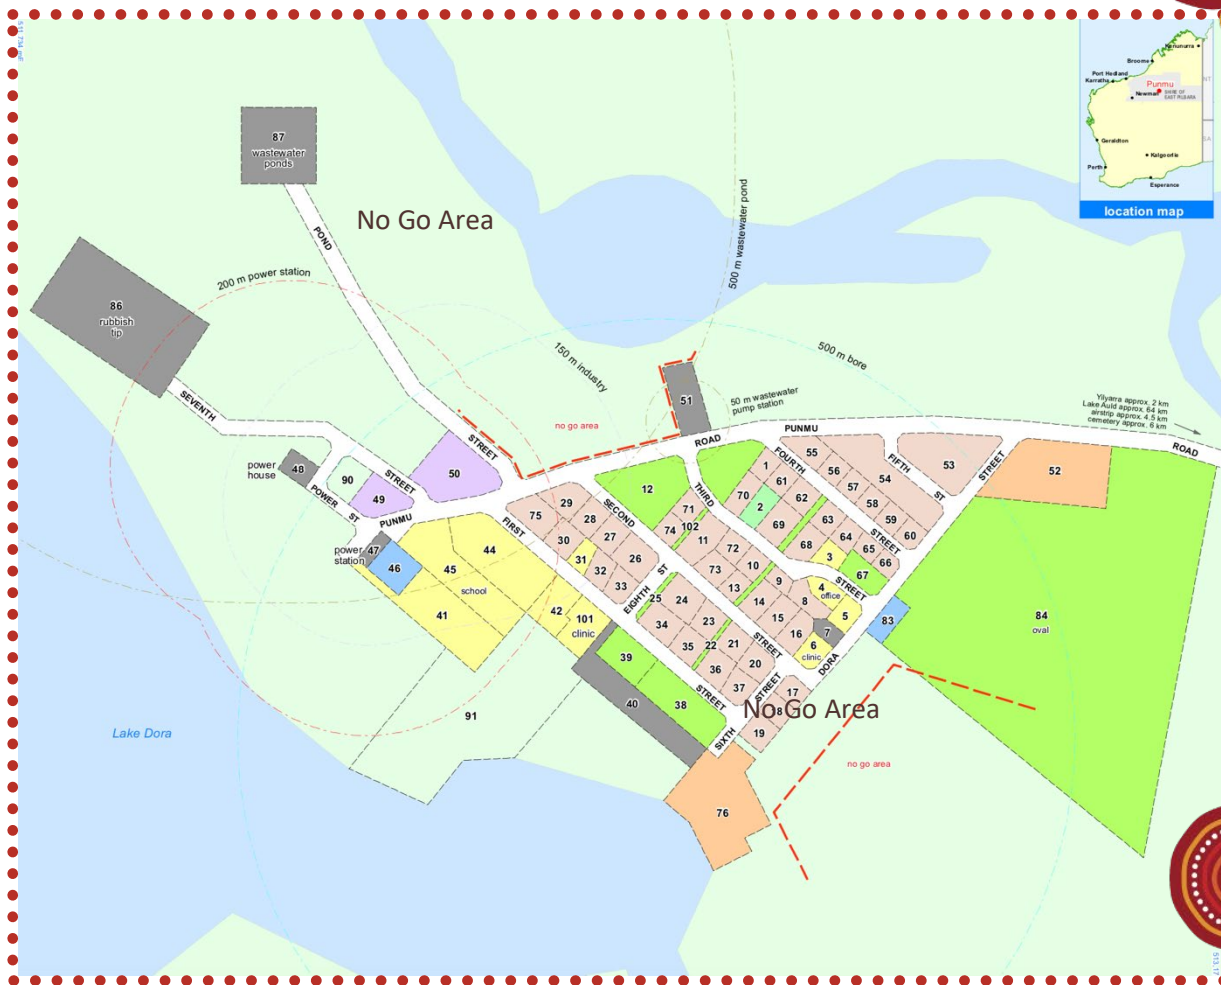 Kununurra
Broome
Port Hedland
Karratha
Punmu
Newman
SHIRE OF
EAST PILBARA
NT
SA
Geraldton
Kalgoorlie
Perth
Esperance
location map
87
wastewater
ponds
No Go Area
POND
STREET
500 m wastewater pond
200 m power station
86
rubbish
tip
150 m industry
500 m bore
51
50 m wastewater
pump station
Yilyarra approx. 2 km
Lake Auld approx. 64 km
airstrip approx. 4.5 km
cemetery approx. 6 km
SEVENTH
STREET
no go area
ROAD
PUNMU
ROAD
power
house
48
90
49
50
POWER
ST
PUNMU
power
station
47
46
44
45
school
41
42
101
clinic
91
FIRST
STREET
75
29
28
30
27
31
32
26
33
12
SECOND
STREET
THIRD
STREET
FOURTH
STREET
FIFTH
ST
STREET
EIGHTH
ST
1
70
61
2
62
69
63
68
64
3
65
66
67
55
56
54
57
58
59
60
53
52
71
74
102
11
72
73
10
13
9
14
8
15
16
4
office
5
7
6
clinic
25
24
34
23
35
22
21
36
20
37
39
38
40
17
18
19
SIXTH
STREET
DORA
83
84
oval
No Go Area
no go area
76
Lake Dora